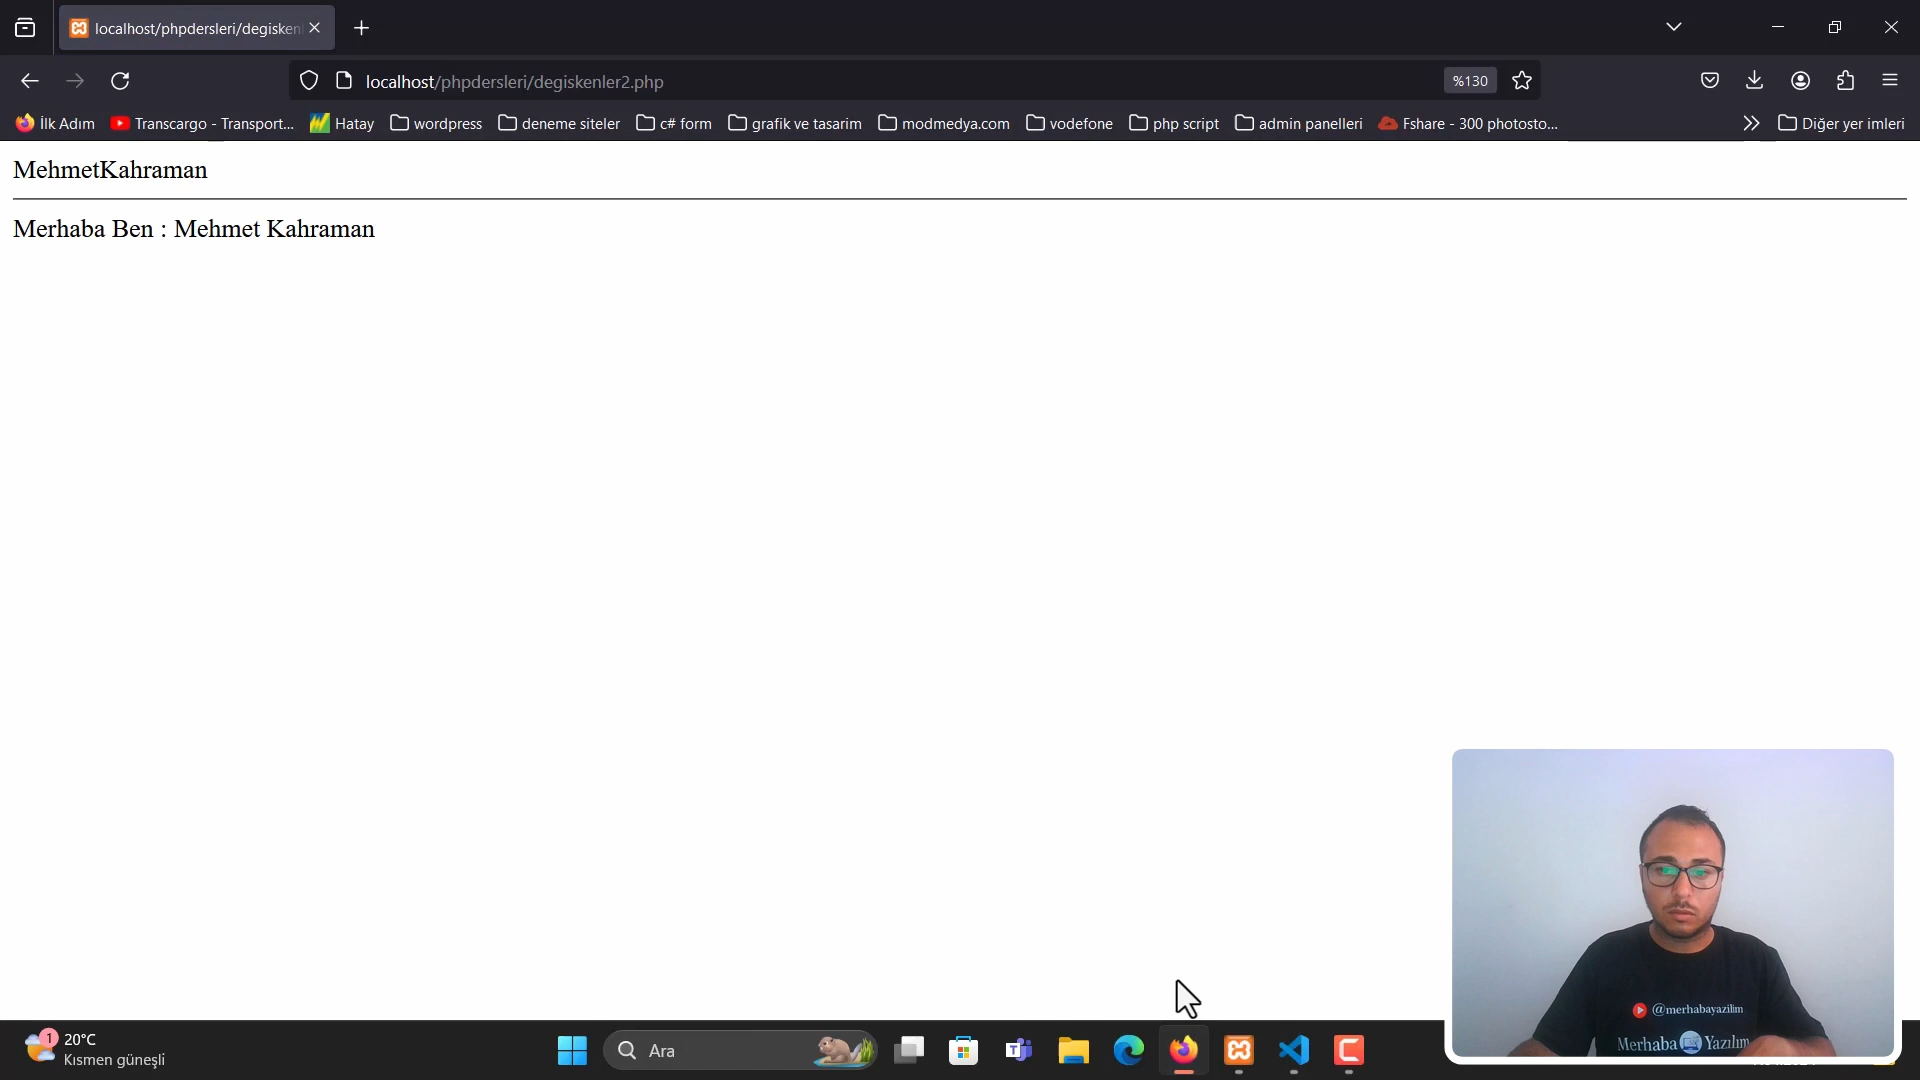 localhost/phpdersleri/degisken
localhost/phpdersleri/degiskenler2.php
%130
İlk Adım
Transcargo - Transport...
Hatay
wordpress
deneme siteler
c# form
grafik ve tasarim
modmedya.com
vodefone
php script
admin panelleri
Fshare - 300 photosto...
Diğer yer imleri
MehmetKahraman
Merhaba Ben : Mehmet Kahraman
@merhabayazilim
Merhaba Yazılım
1
20°C
Kısmen güneşli
Ara